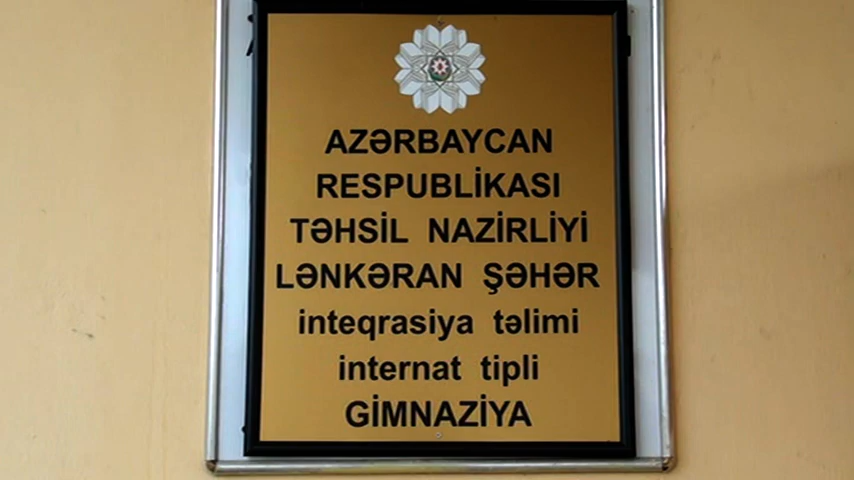 AZƏRBAYCAN
RESPUBLİKASI
TƏHSİL NAZİRLİYİ
LƏNKƏRAN ŞƏHƏR
inteqrasiya təlimi
internat tipli
GİMNAZİYA